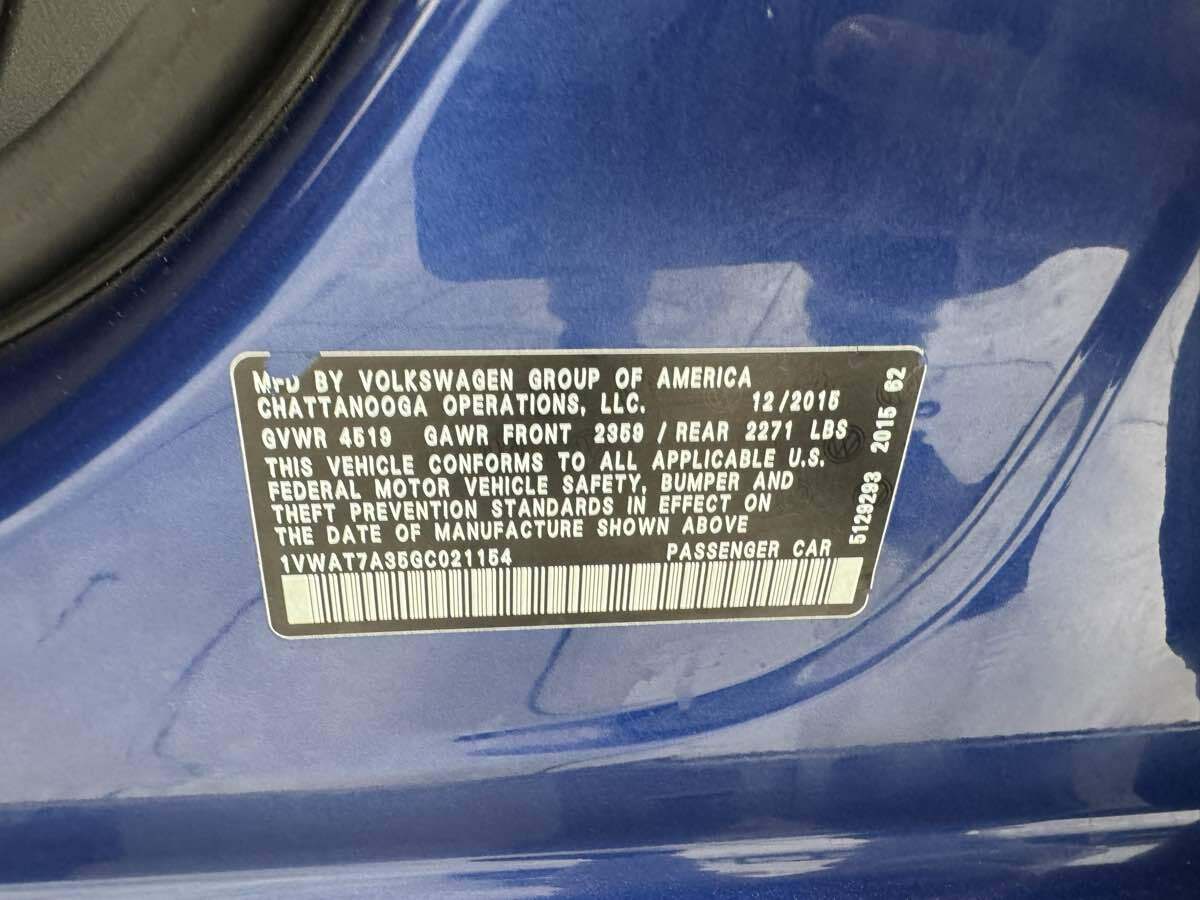 MFD BY VOLKSWAGEN GROUP OF AMERICA
CHATTANOOGA OPERATIONS, LLC. 12/2015
GVWR 4519 GAWR FRONT 2359 / REAR 2271 LBS
THIS VEHICLE CONFORMS TO ALL APPLICABLE U.S.
FEDERAL MOTOR VEHICLE SAFETY, BUMPER AND
THEFT PREVENTION STANDARDS IN EFFECT ON
THE DATE OF MANUFACTURE SHOWN ABOVE
1VWAT7A35GC021154 PASSENGER CAR
5129293 2015 62